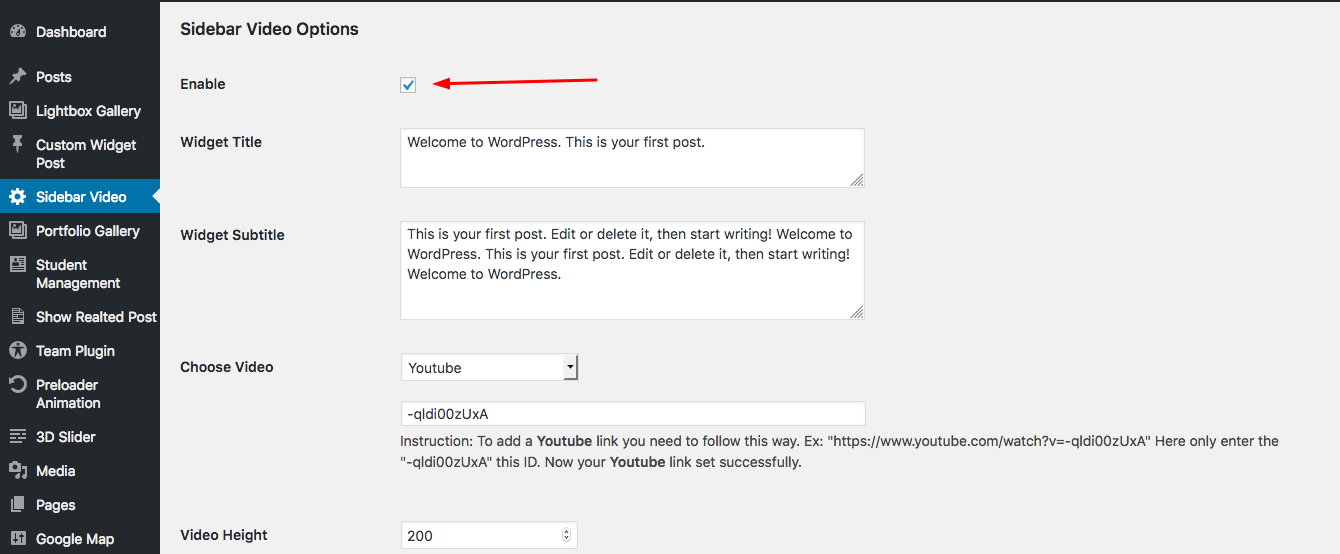 Dashboard
Posts
Lightbox Gallery
Custom Widget
Post
Sidebar Video
Portfolio Gallery
Student
Management
Show Realted Post
Team Plugin
Preloader
Animation
3D Slider
Media
Pages
Google Map
Sidebar Video Options
Enable
Widget Title
Welcome to WordPress. This is your first post.
Widget Subtitle
This is your first post. Edit or delete it, then start writing! Welcome to
WordPress. This is your first post. Edit or delete it, then start writing!
Welcome to WordPress.
Choose Video
Youtube
-qIdi00zUxA
Instruction: To add a Youtube link you need to follow this way. Ex: "https://www.youtube.com/watch?v=-qIdi00zUxA" Here only enter the
"-qIdi00zUxA" this ID. Now your Youtube link set successfully.
Video Height
200